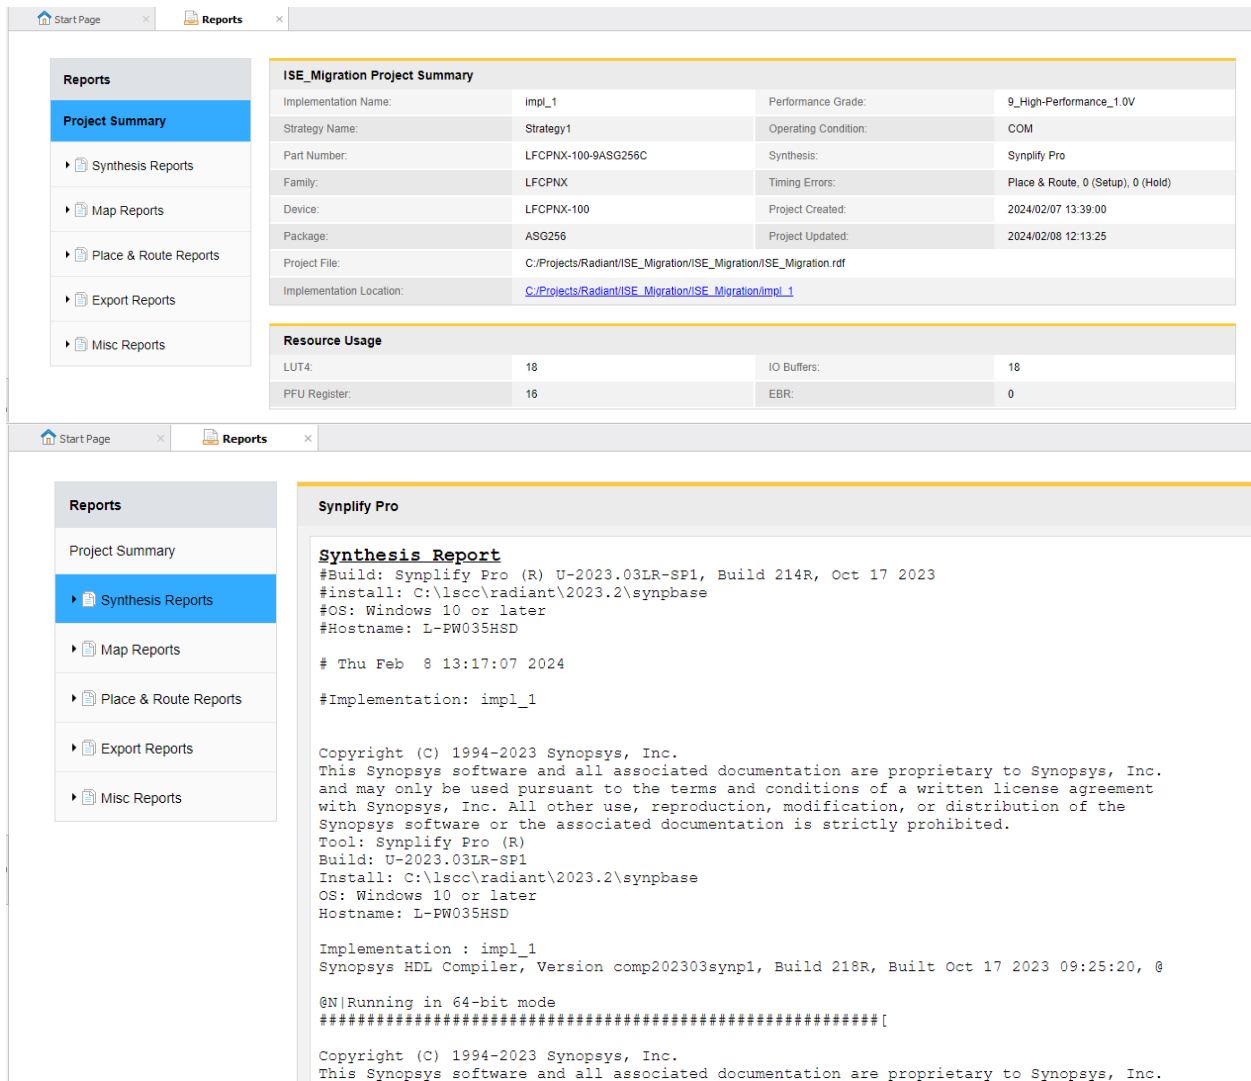 Start Page × Reports ×
Reports
Project Summary
Synthesis Reports
Map Reports
Place & Route Reports
Export Reports
Misc Reports
ISE_Migration Project Summary
Implementation Name: impl_1 Performance Grade: 9_High-Performance_1.0V
Strategy Name: Strategy1 Operating Condition: COM
Part Number: LFCPNX-100-9ASG256C Synthesis: Synplify Pro
Family: LFCPNX Timing Errors: Place & Route, 0 (Setup), 0 (Hold)
Device: LFCPNX-100 Project Created: 2024/02/07 13:39:00
Package: ASG256 Project Updated: 2024/02/08 12:13:25
Project File: C:/Projects/Radiant/ISE_Migration/ISE_Migration/ISE_Migration.rdf
Implementation Location: C:/Projects/Radiant/ISE_Migration/ISE_Migration/impl_1
Resource Usage
LUT4: 18 IO Buffers: 18
PFU Register: 16 EBR: 0
Start Page × Reports ×
Reports
Project Summary
Synthesis Reports
Map Reports
Place & Route Reports
Export Reports
Misc Reports
Synplify Pro
Synthesis Report
#Build: Synplify Pro (R) U-2023.03LR-SP1, Build 214R, Oct 17 2023
#install: C:\lscc\radiant\2023.2\synpbase
#OS: Windows 10 or later
#Hostname: L-PW035HSD
# Thu Feb  8 13:17:07 2024
#Implementation: impl_1
Copyright (C) 1994-2023 Synopsys, Inc.
This Synopsys software and all associated documentation are proprietary to Synopsys, Inc.
and may only be used pursuant to the terms and conditions of a written license agreement
with Synopsys, Inc. All other use, reproduction, modification, or distribution of the
Synopsys software or the associated documentation is strictly prohibited.
Tool: Synplify Pro (R)
Build: U-2023.03LR-SP1
Install: C:\lscc\radiant\2023.2\synpbase
OS: Windows 10 or later
Hostname: L-PW035HSD
Implementation : impl_1
Synopsys HDL Compiler, Version comp202303synp1, Build 218R, Built Oct 17 2023 09:25:20, @
@N|Running in 64-bit mode
###########################################################[
Copyright (C) 1994-2023 Synopsys, Inc.
This Synopsys software and all associated documentation are proprietary to Synopsys, Inc.